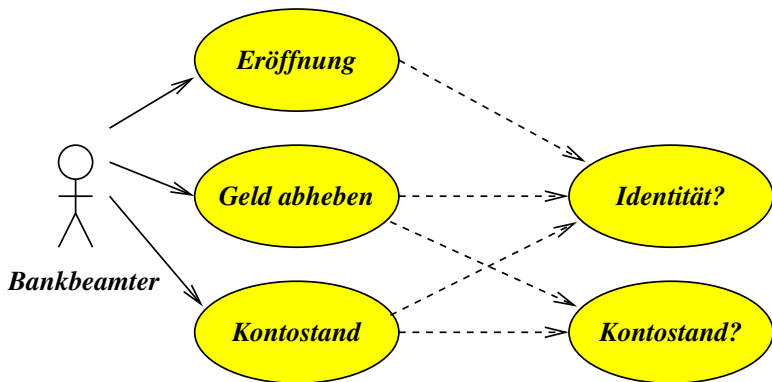 Eröffnung
Geld abheben
Identität?
Bankbeamter
Kontostand
Kontostand?